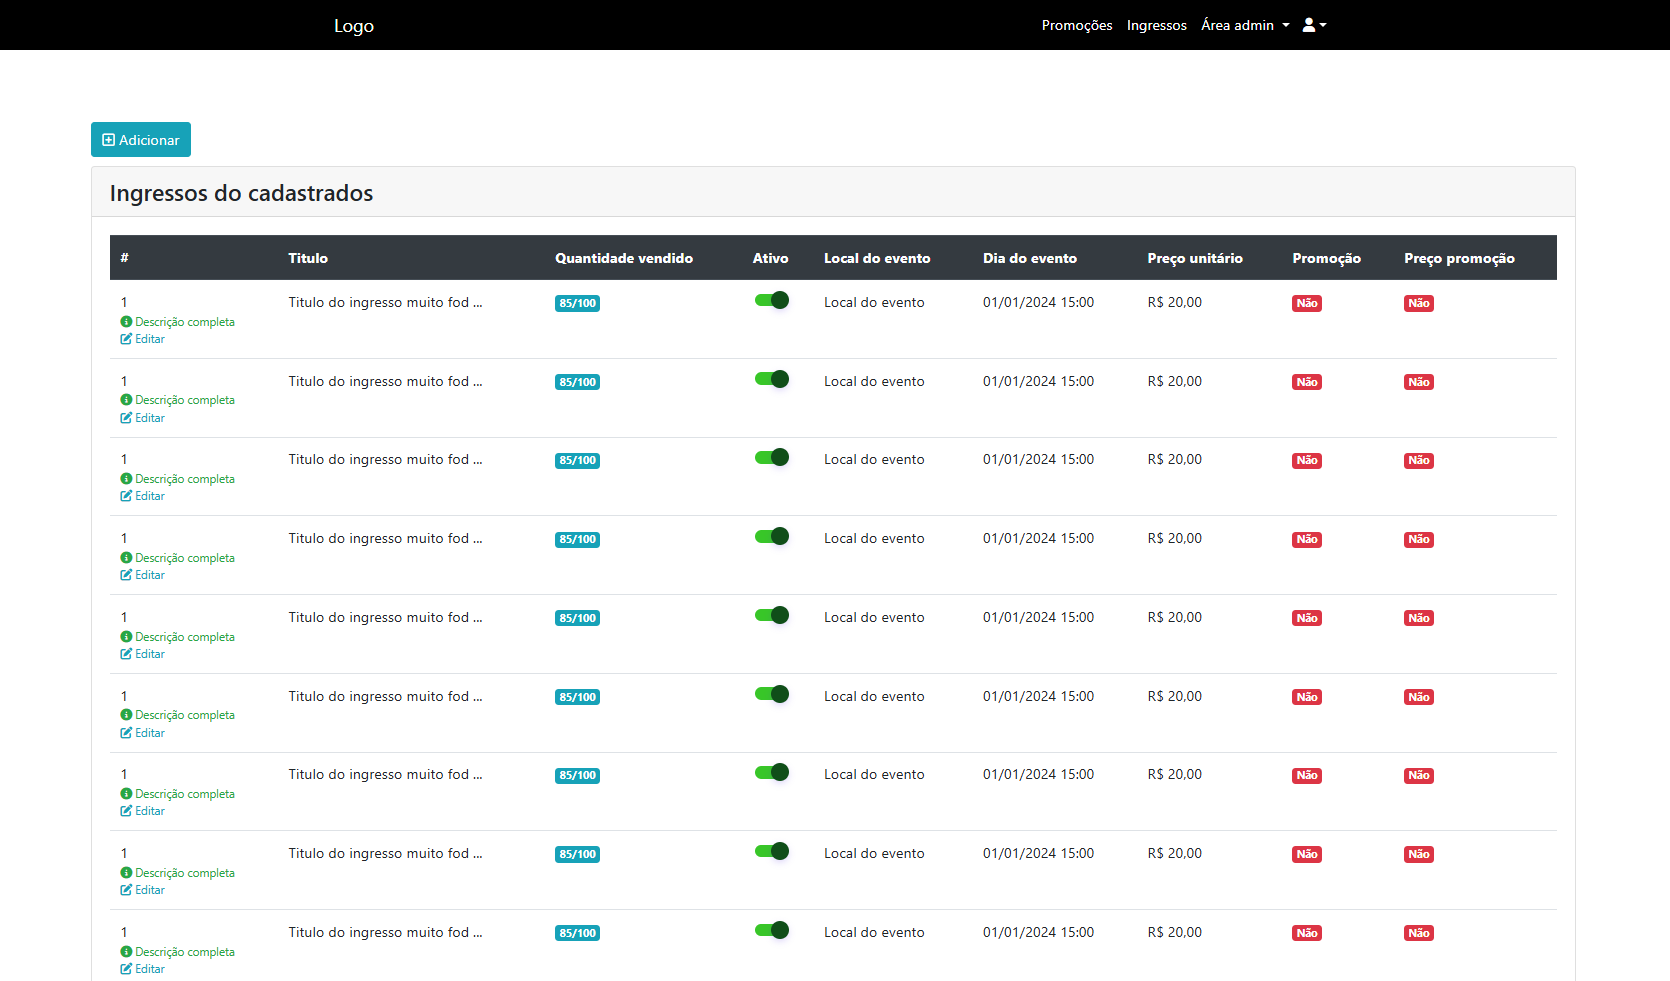 Logo Promoções Ingressos Área admin
Adicionar
Ingressos do cadastrados
# Titulo Quantidade vendido Ativo Local do evento Dia do evento Preço unitário Promoção Preço promoção
1 Titulo do ingresso muito fod ... 85/100 Local do evento 01/01/2024 15:00 R$ 20,00 Não Não
Descrição completa
Editar
1 Titulo do ingresso muito fod ... 85/100 Local do evento 01/01/2024 15:00 R$ 20,00 Não Não
Descrição completa
Editar
1 Titulo do ingresso muito fod ... 85/100 Local do evento 01/01/2024 15:00 R$ 20,00 Não Não
Descrição completa
Editar
1 Titulo do ingresso muito fod ... 85/100 Local do evento 01/01/2024 15:00 R$ 20,00 Não Não
Descrição completa
Editar
1 Titulo do ingresso muito fod ... 85/100 Local do evento 01/01/2024 15:00 R$ 20,00 Não Não
Descrição completa
Editar
1 Titulo do ingresso muito fod ... 85/100 Local do evento 01/01/2024 15:00 R$ 20,00 Não Não
Descrição completa
Editar
1 Titulo do ingresso muito fod ... 85/100 Local do evento 01/01/2024 15:00 R$ 20,00 Não Não
Descrição completa
Editar
1 Titulo do ingresso muito fod ... 85/100 Local do evento 01/01/2024 15:00 R$ 20,00 Não Não
Descrição completa
Editar
1 Titulo do ingresso muito fod ... 85/100 Local do evento 01/01/2024 15:00 R$ 20,00 Não Não
Descrição completa
Editar